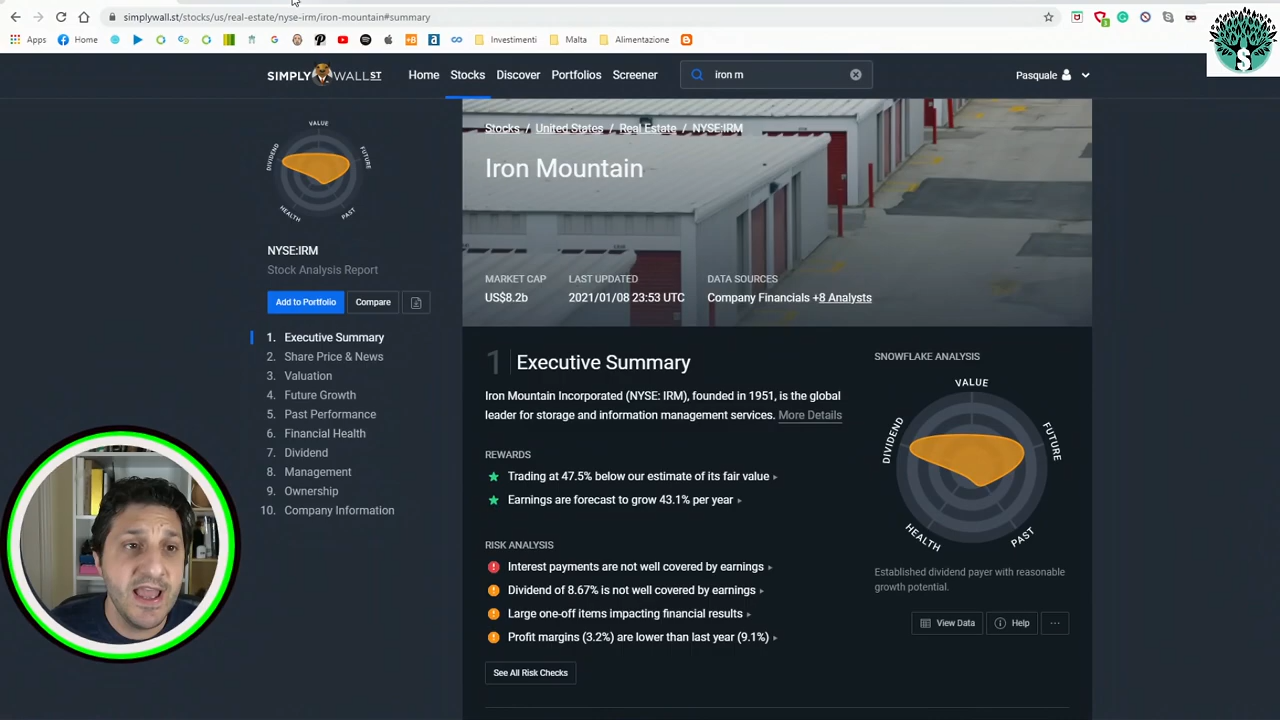 simplywall.st/stocks/us/real-estate/nyse-irm/iron-mountain#summary
Apps
Home
Investimenti
Malta
Alimentazione
SIMPLY WALL ST
Home
Stocks
Discover
Portfolios
Screener
iron m
Pasquale
VALUE
FUTURE
PAST
HEALTH
DIVIDEND
NYSE:IRM
Stock Analysis Report
Add to Portfolio
Compare
1. Executive Summary
2. Share Price & News
3. Valuation
4. Future Growth
5. Past Performance
6. Financial Health
7. Dividend
8. Management
9. Ownership
10. Company Information
Stocks / United States / Real Estate / NYSE:IRM
Iron Mountain
MARKET CAP
US$8.2b
LAST UPDATED
2021/01/08 23:53 UTC
DATA SOURCES
Company Financials +8 Analysts
1 Executive Summary
Iron Mountain Incorporated (NYSE: IRM), founded in 1951, is the global
leader for storage and information management services. More Details
REWARDS
Trading at 47.5% below our estimate of its fair value
Earnings are forecast to grow 43.1% per year
RISK ANALYSIS
Interest payments are not well covered by earnings
Dividend of 8.67% is not well covered by earnings
Large one-off items impacting financial results
Profit margins (3.2%) are lower than last year (9.1%)
See All Risk Checks
SNOWFLAKE ANALYSIS
VALUE
FUTURE
PAST
HEALTH
DIVIDEND
Established dividend payer with reasonable
growth potential.
View Data
Help
S